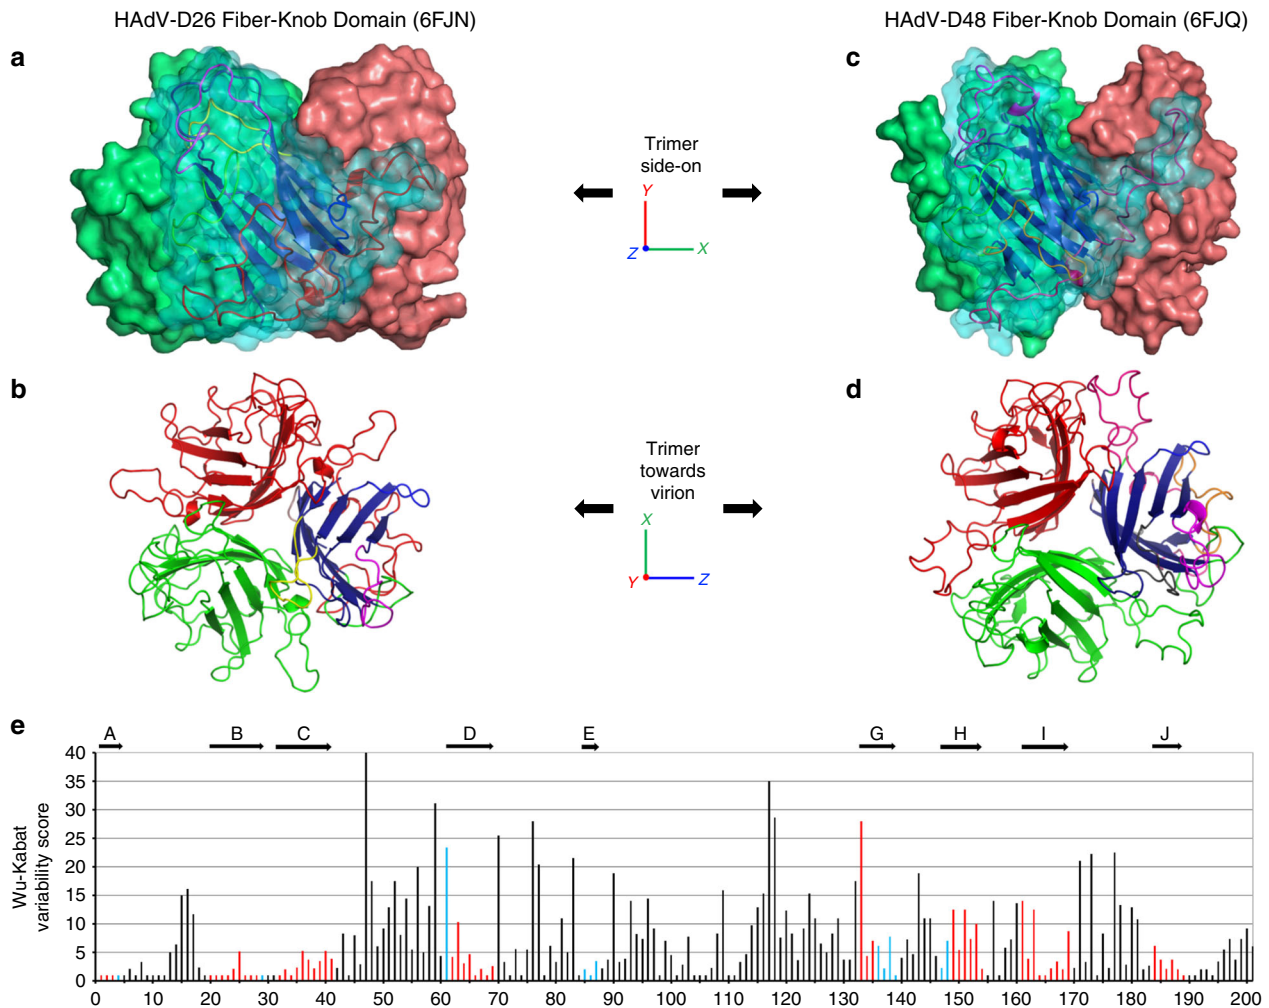 HAdV-D26 Fiber-Knob Domain (6FJN)
HAdV-D48 Fiber-Knob Domain (6FJQ)
a
c
Trimer
side-on
Y
Z
X
b
d
Trimer
towards
virion
X
Y
Z
e
A B C D E G H I J
Wu-Kabat
variability score
40
35
30
25
20
15
10
5
0
0 10 20 30 40 50 60 70 80 90 100 110 120 130 140 150 160 170 180 190 200